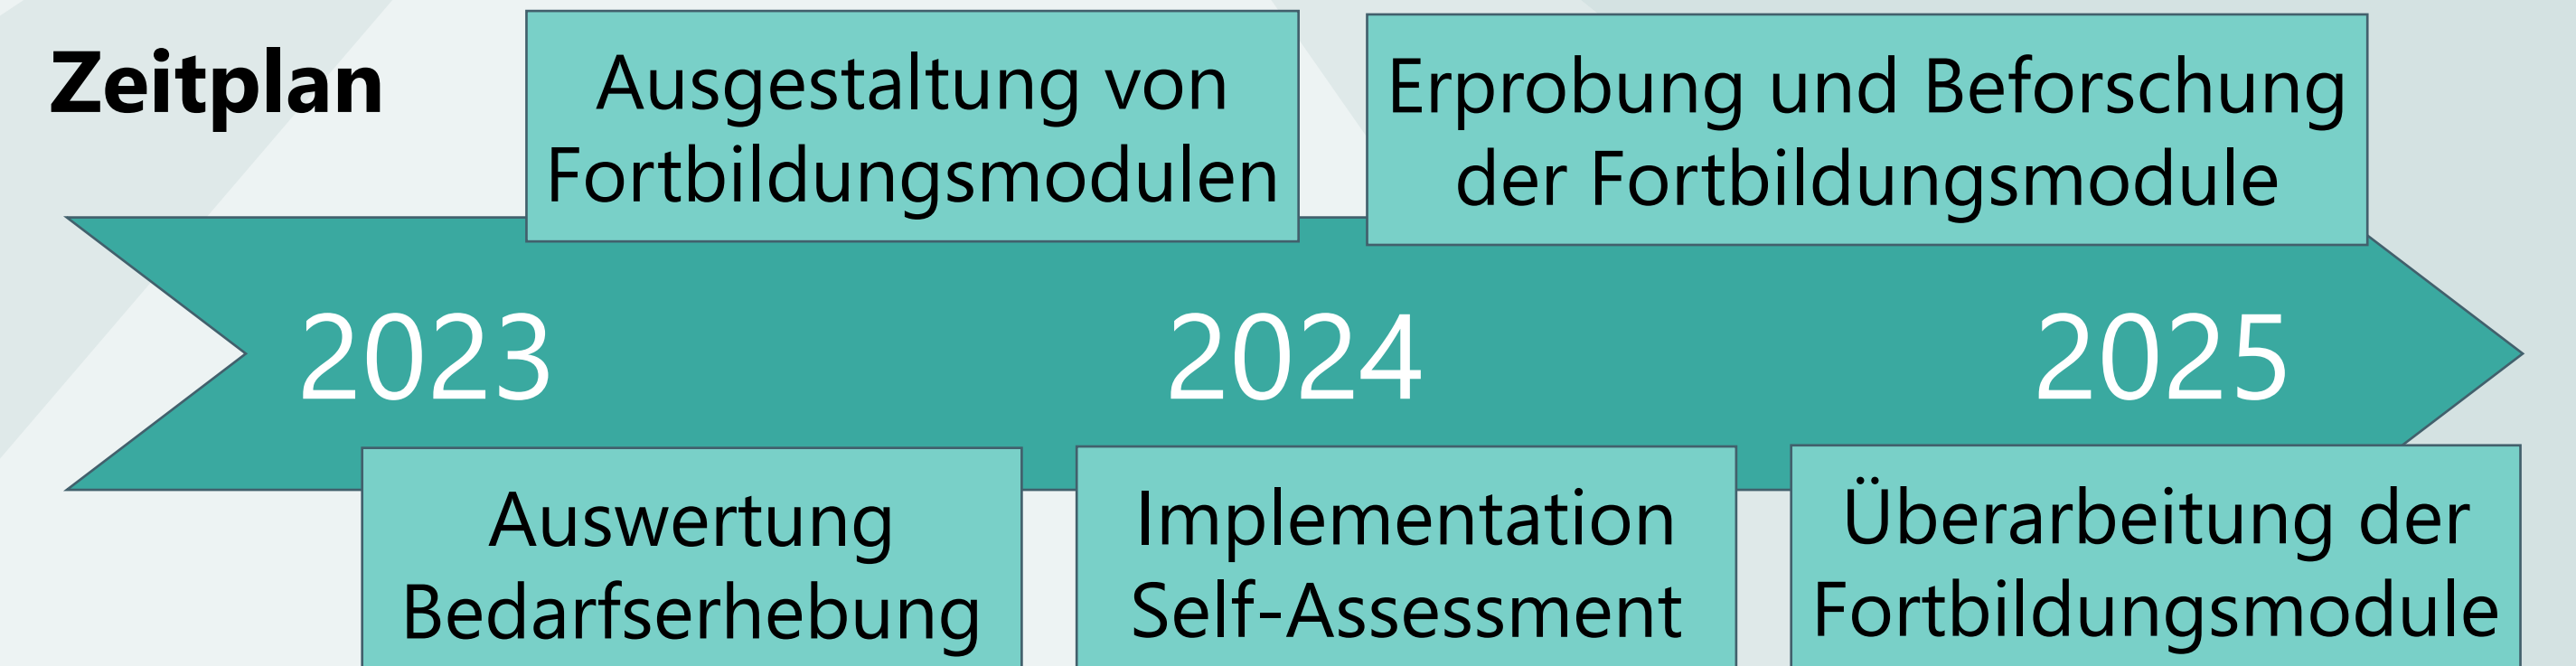 Zeitplan
Ausgestaltung von
Fortbildungsmodulen
Erprobung und Beforschung
der Fortbildungsmodule
2023
2024
2025
Auswertung
Bedarfserhebung
Implementation
Self-Assessment
Überarbeitung der
Fortbildungsmodule